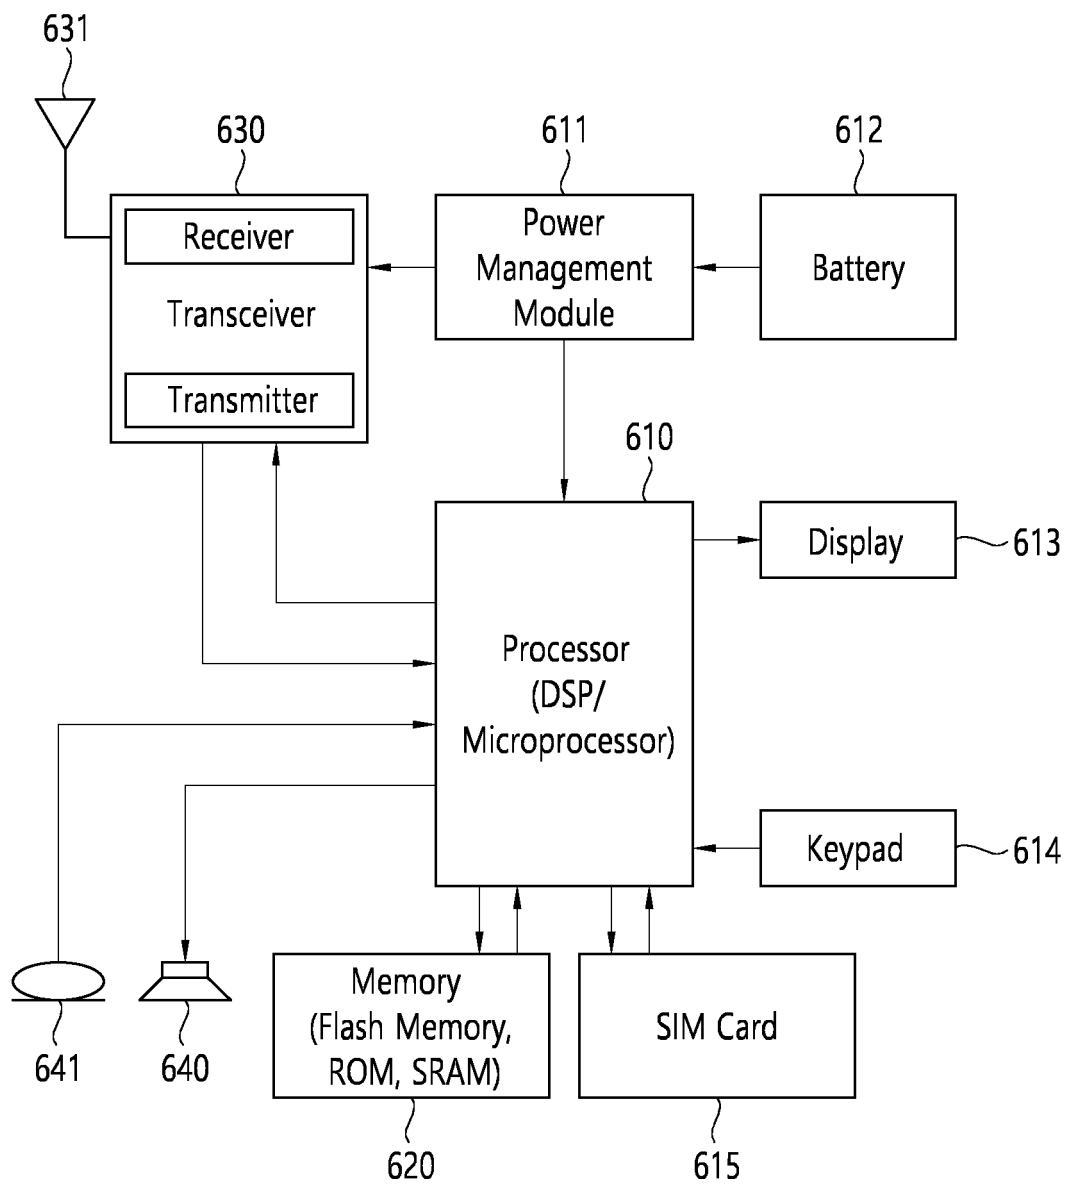 631
630
611
612
Receiver
Transceiver
Transmitter
Power
Management
Module
Battery
610
Display
613
Processor
(DSP/
Microprocessor)
Keypad
614
641
640
Memory
(Flash Memory,
ROM, SRAM)
SIM Card
620
615